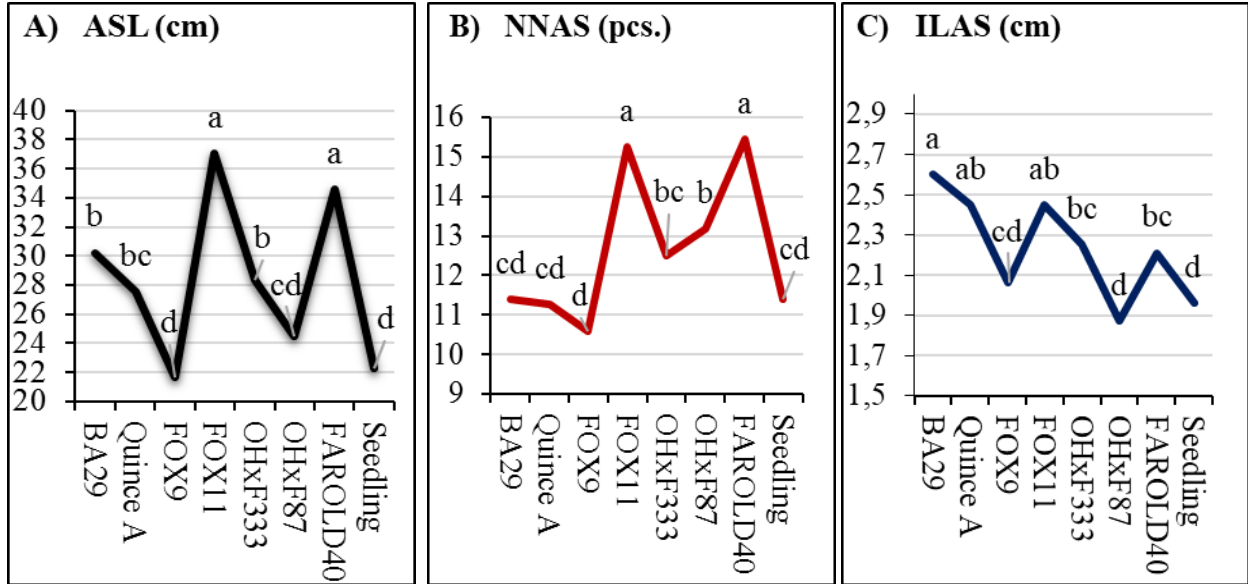 A) ASL (cm)
40
38
36
34
32
30
28
26
24
22
20
b
bc
d
a
b
cd
a
d
BA29
Quince A
FOX9
FOX11
OHxF333
OHxF87
FAROLD40
Seedling
B) NNAS (pcs.)
16
15
14
13
12
11
10
9
cd
cd
d
a
bc
b
a
cd
BA29
Quince A
FOX9
FOX11
OHxF333
OHxF87
FAROLD40
Seedling
C) ILAS (cm)
2,9
2,7
2,5
2,3
2,1
1,9
1,7
1,5
a
ab
cd
ab
bc
d
bc
d
BA29
Quince A
FOX9
FOX11
OHxF333
OHxF87
FAROLD40
Seedling